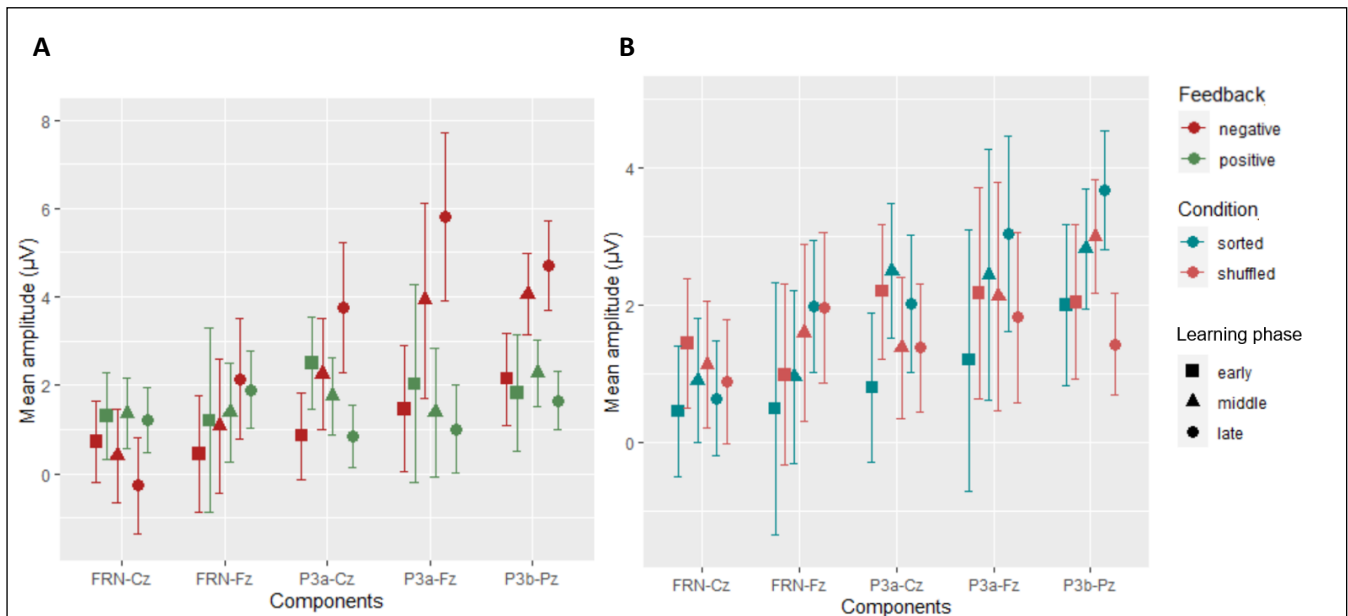 A
B
8
6
4
2
0
Mean amplitude (µV)
FRN-Cz
FRN-Fz
P3a-Cz
P3a-Fz
P3b-Pz
Components
4
2
0
Mean amplitude (µV)
FRN-Cz
FRN-Fz
P3a-Cz
P3a-Fz
P3b-Pz
Components
Feedback
negative
positive
Condition
sorted
shuffled
Learning phase
early
middle
late